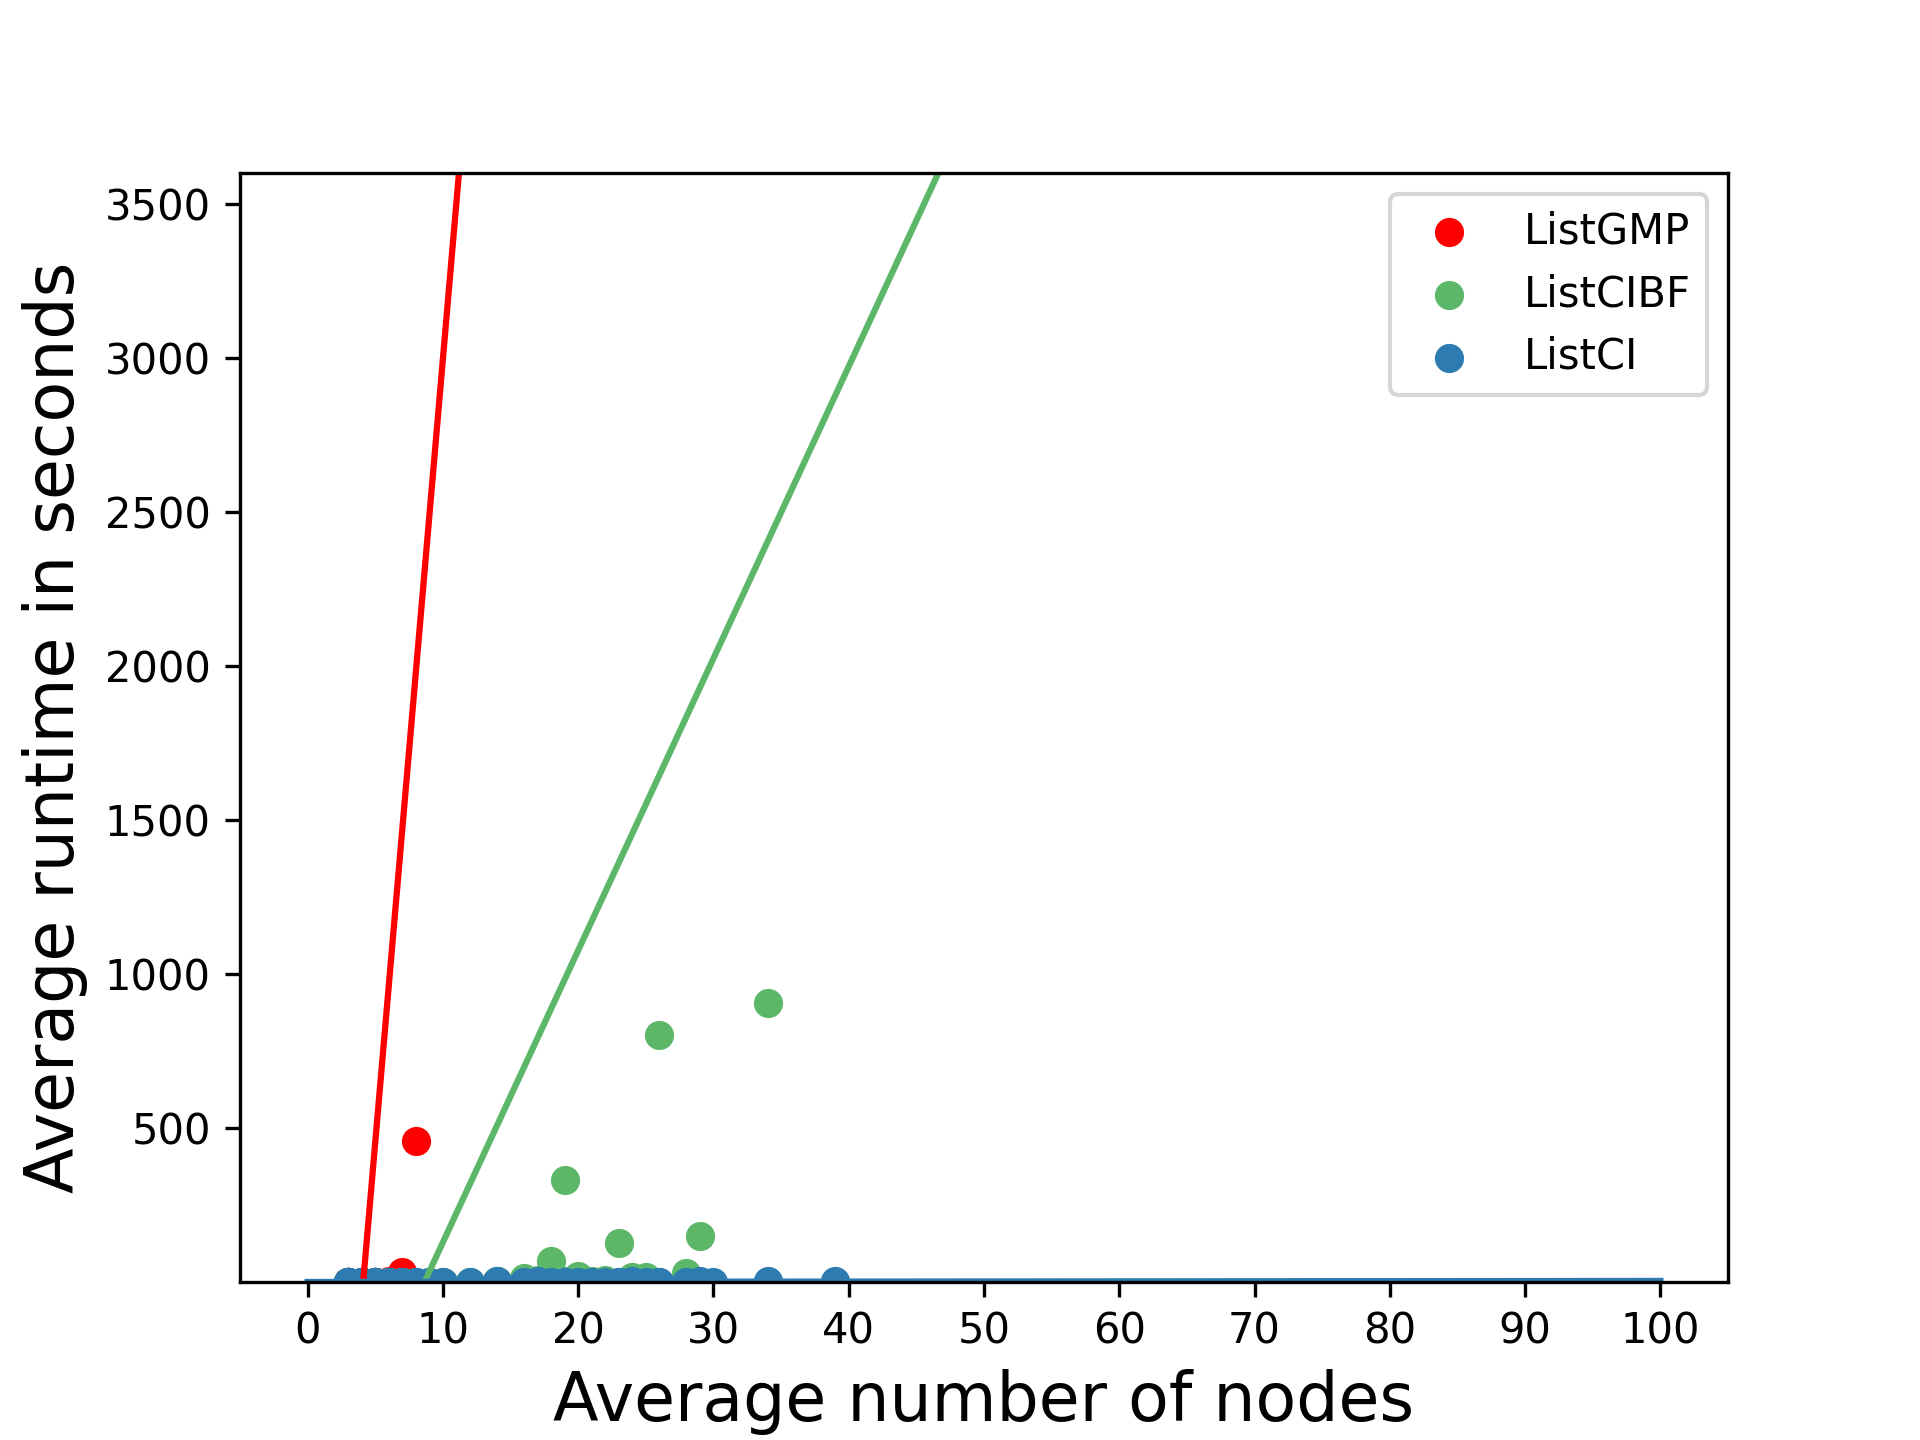 3500
3000
2500
2000
1500
1000
500
Average runtime in seconds
ListGMP
ListCIBF
ListCI
0 10 20 30 40 50 60 70 80 90 100
Average number of nodes